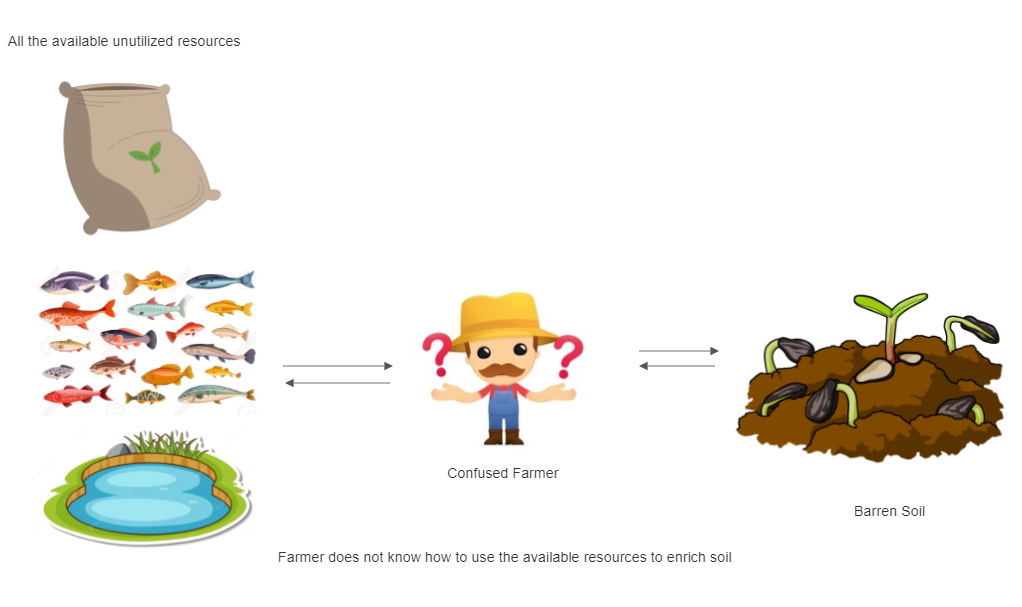 All the available unutilized resources
Confused Farmer
Barren Soil
Farmer does not know how to use the available resources to enrich soil